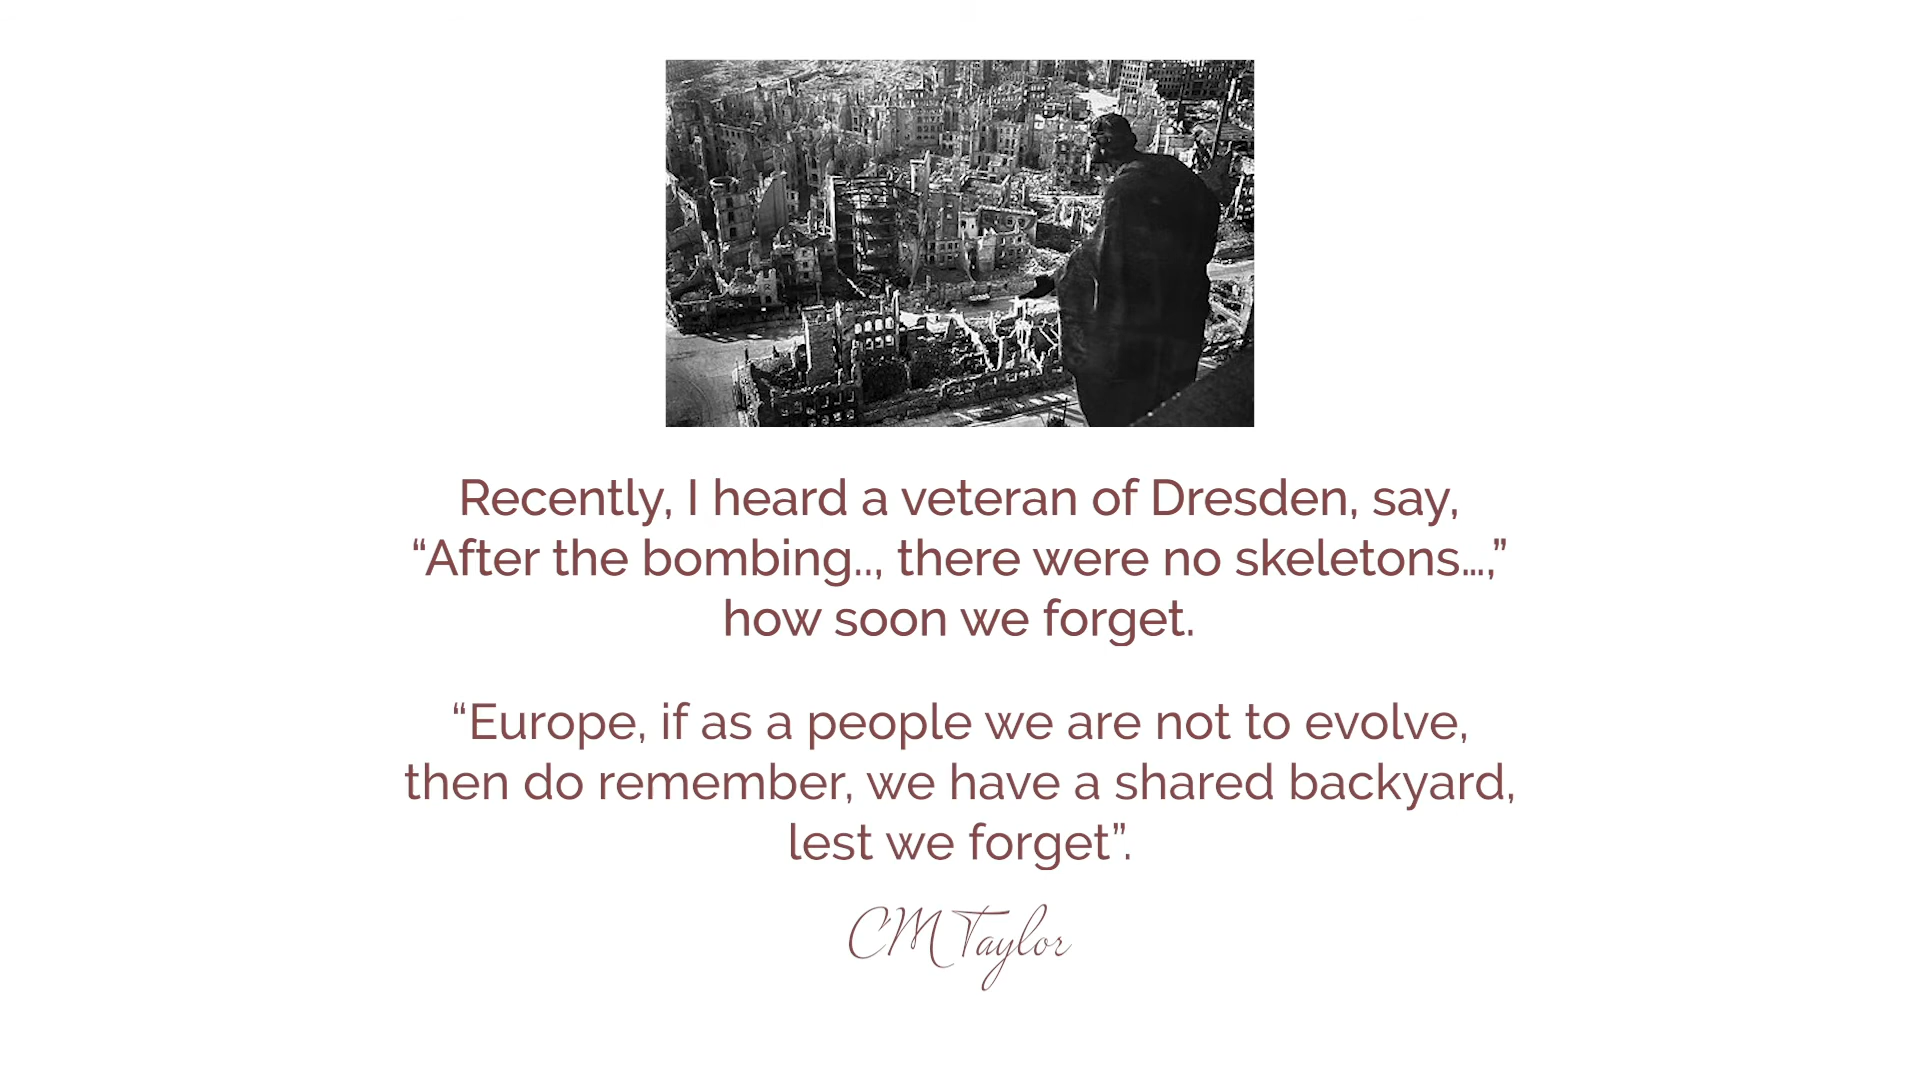 Recently, I heard a veteran of Dresden, say,
“After the bombing.., there were no skeletons...,”
how soon we forget.
“Europe, if as a people we are not to evolve,
then do remember, we have a shared backyard,
lest we forget”.
CM Taylor